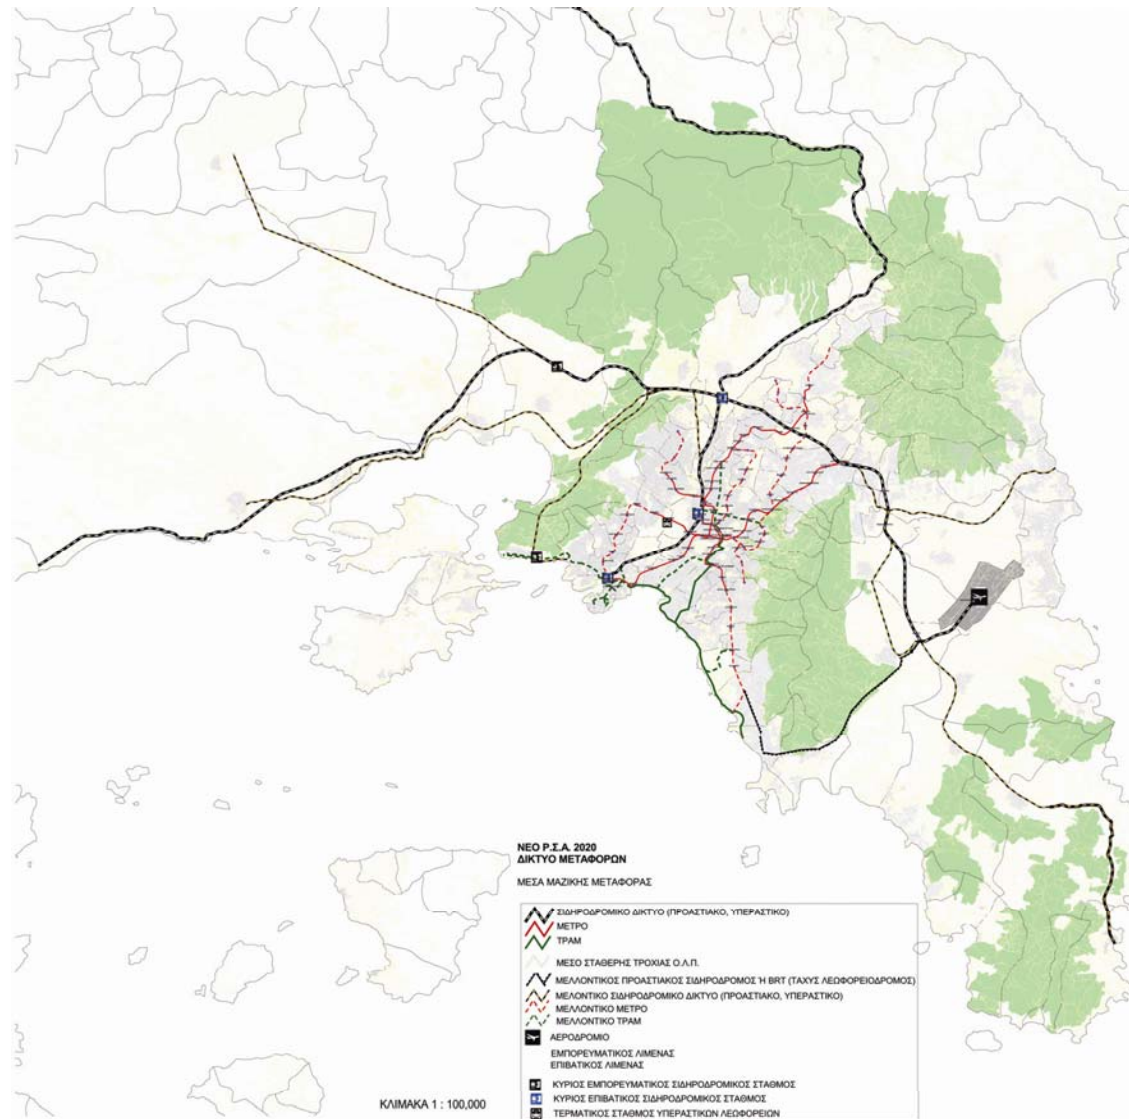 ΝΕΟ Ρ.Σ.Α. 2020
ΔΙΚΤΥΟ ΜΕΤΑΦΟΡΩΝ
ΜΕΣΑ ΜΑΖΙΚΗΣ ΜΕΤΑΦΟΡΑΣ
ΣΙΔΗΡΟΔΡΟΜΙΚΟ ΔΙΚΤΥΟ (ΠΡΟΑΣΤΙΑΚΟ, ΥΠΕΡΑΣΤΙΚΟ)
ΜΕΤΡΟ
ΤΡΑΜ
ΜΕΣΟ ΣΤΑΘΕΡΗΣ ΤΡΟΧΙΑΣ Ο.Λ.Π.
ΜΕΛΛΟΝΤΙΚΟΣ ΠΡΟΑΣΤΙΑΚΟΣ ΣΙΔΗΡΟΔΡΟΜΟΣ Ή BRT (ΤΑΧΥΣ ΛΕΩΦΟΡΕΙΟΔΡΟΜΟΣ)
ΜΕΛΟΝΤΙΚΟ ΣΙΔΗΡΟΔΡΟΜΙΚΟ ΔΙΚΤΥΟ (ΠΡΟΑΣΤΙΑΚΟ, ΥΠΕΡΑΣΤΙΚΟ)
ΜΕΛΛΟΝΤΙΚΟ ΜΕΤΡΟ
ΜΕΛΛΟΝΤΙΚΟ ΤΡΑΜ
ΑΕΡΟΔΡΟΜΙΟ
ΕΜΠΟΡΕΥΜΑΤΙΚΟΣ ΛΙΜΕΝΑΣ
ΕΠΙΒΑΤΙΚΟΣ ΛΙΜΕΝΑΣ
ΚΥΡΙΟΣ ΕΜΠΟΡΕΥΜΑΤΙΚΟΣ ΣΙΔΗΡΟΔΡΟΜΙΚΟΣ ΣΤΑΘΜΟΣ
ΚΥΡΙΟΣ ΕΠΙΒΑΤΙΚΟΣ ΣΙΔΗΡΟΔΡΟΜΙΚΟΣ ΣΤΑΘΜΟΣ
ΤΕΡΜΑΤΙΚΟΣ ΣΤΑΘΜΟΣ ΥΠΕΡΑΣΤΙΚΩΝ ΛΕΩΦΟΡΕΙΩΝ
ΚΛΙΜΑΚΑ 1 : 100,000